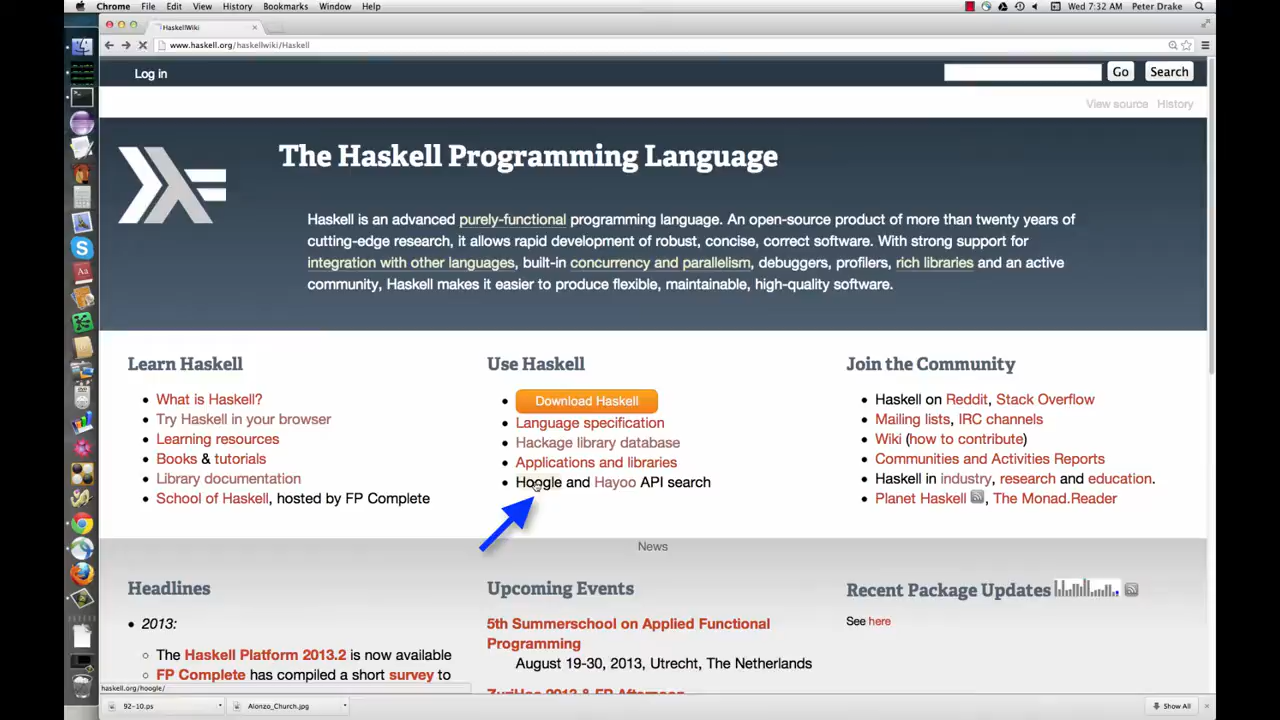 Chrome File Edit View History Bookmarks Window Help Wed 7:32 AM Peter Drake
HaskellWiki
www.haskell.org/haskellwiki/Haskell
Log in Go Search
View source History
The Haskell Programming Language
Haskell is an advanced purely-functional programming language. An open-source product of more than twenty years of
cutting-edge research, it allows rapid development of robust, concise, correct software. With strong support for
integration with other languages, built-in concurrency and parallelism, debuggers, profilers, rich libraries and an active
community, Haskell makes it easier to produce flexible, maintainable, high-quality software.
Learn Haskell
What is Haskell?
Try Haskell in your browser
Learning resources
Books & tutorials
Library documentation
School of Haskell, hosted by FP Complete
Use Haskell
Download Haskell
Language specification
Hackage library database
Applications and libraries
Hoogle and Hayoo API search
Join the Community
Haskell on Reddit, Stack Overflow
Mailing lists, IRC channels
Wiki (how to contribute)
Communities and Activities Reports
Haskell in industry, research and education.
Planet Haskell , The Monad.Reader
News
Headlines
2013:
The Haskell Platform 2013.2 is now available
FP Complete has compiled a short survey to
Upcoming Events
5th Summerschool on Applied Functional
Programming
August 19-30, 2013, Utrecht, The Netherlands
ZuriHac 2013 & FP Afternoon
Recent Package Updates
See here
haskell.org/hoogle/
92-10.ps Alonzo_Church.jpg Show All